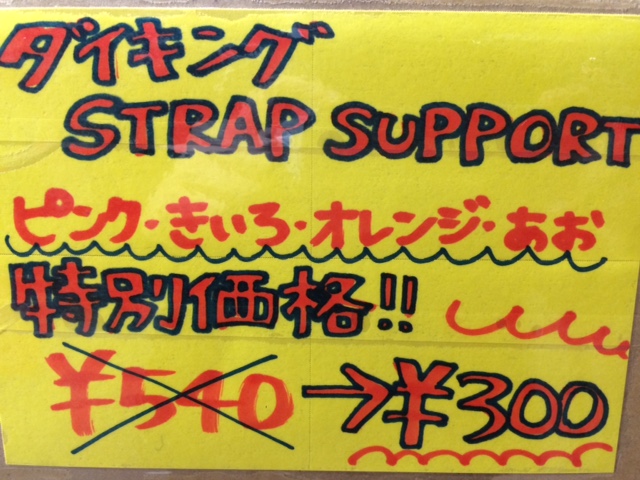 ダイキング
STRAP SUPPORT
ピンク・きいろ・オレンジ・あお
特別価格!!
¥540→¥300